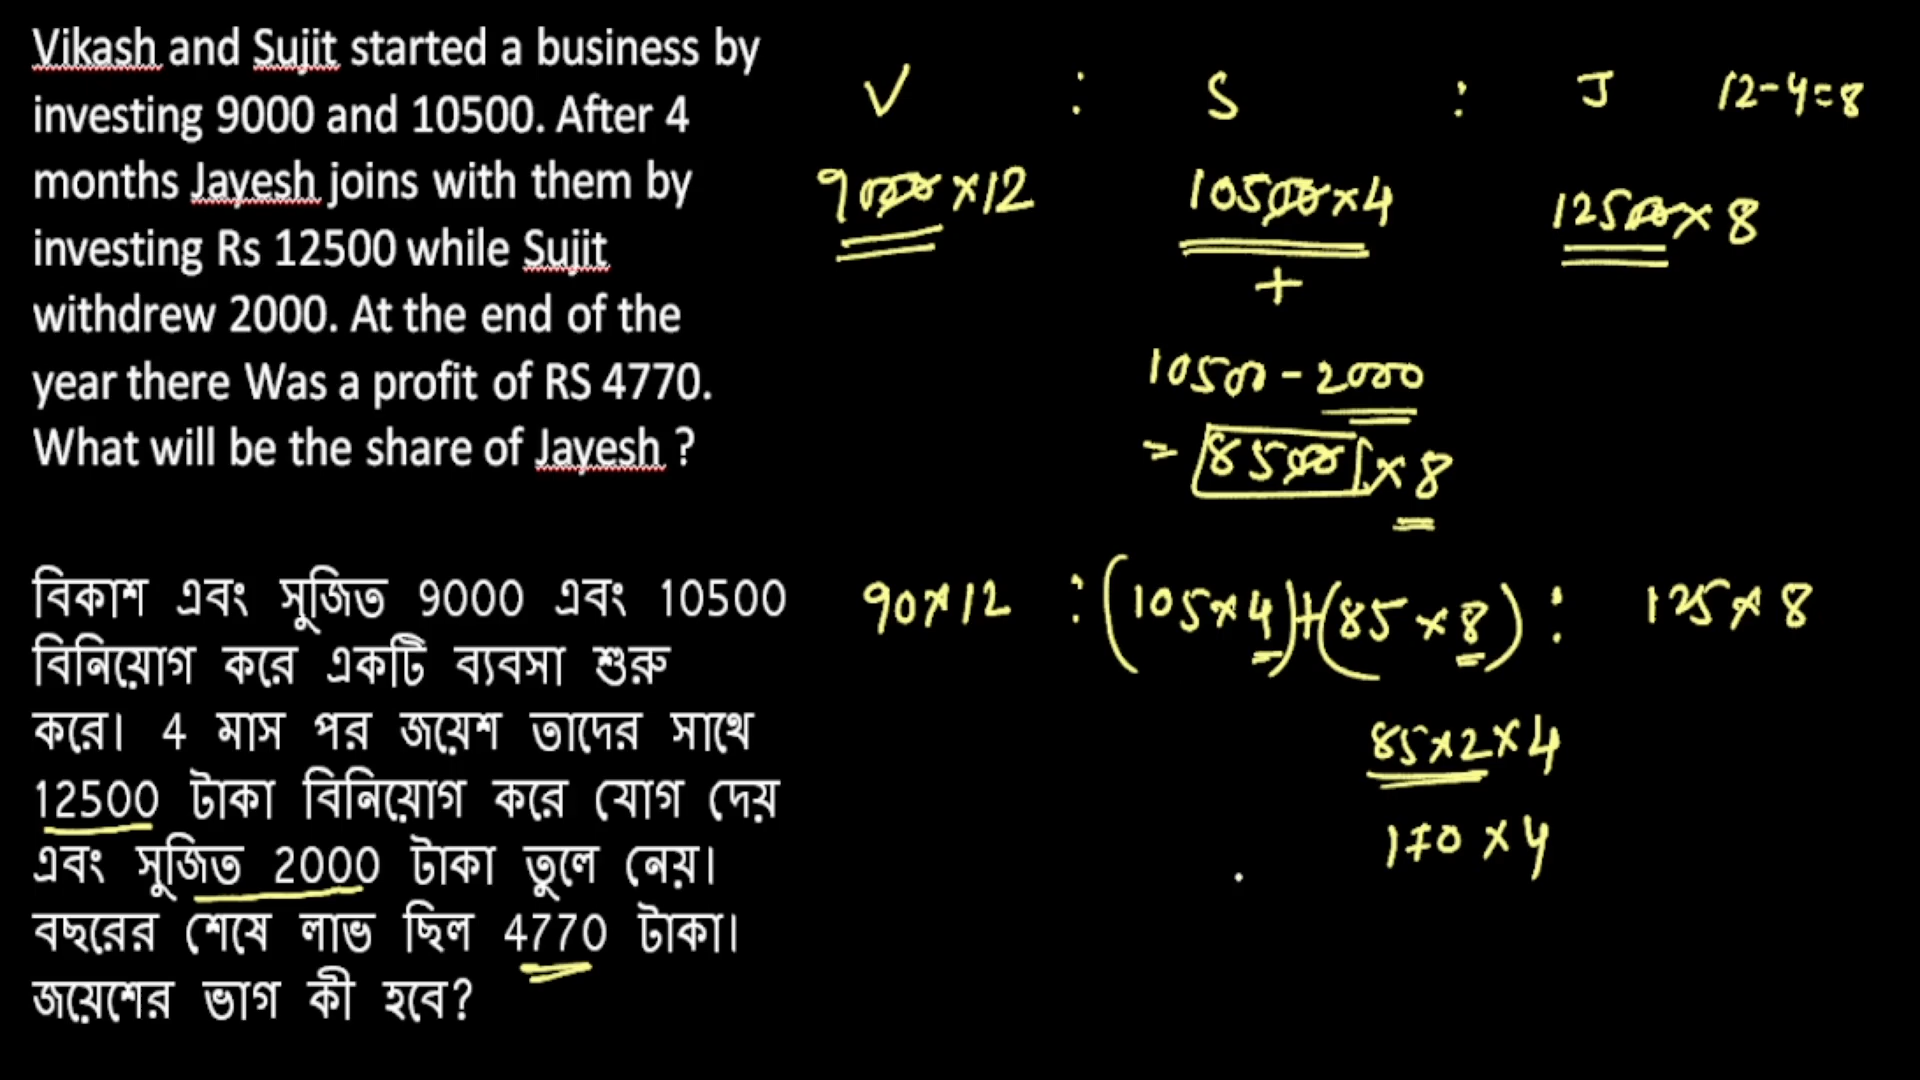 Vikash and Sujit started a business by
investing 9000 and 10500. After 4
months Jayesh joins with them by
investing Rs 12500 while Sujit
withdrew 2000. At the end of the
year there Was a profit of RS 4770.
What will be the share of Jayesh ?
বিকাশ এবং সুজিত 9000 এবং 10500
বিনিয়োগ করে একটি ব্যবসা শুরু
করে। 4 মাস পর জয়েশ তাদের সাথে
12500 টাকা বিনিয়োগ করে যোগ দেয়
এবং সুজিত 2000 টাকা তুলে নেয়।
বছরের শেষে লাভ ছিল 4770 টাকা।
জয়েশের ভাগ কী হবে?
V : S : J 12-4=8
9000×12 10500×4 12500×8
+
10500-2000
= 8500 × 8
90×12 : (105×4)+(85×8) : 125×8
85×2×4
170×4